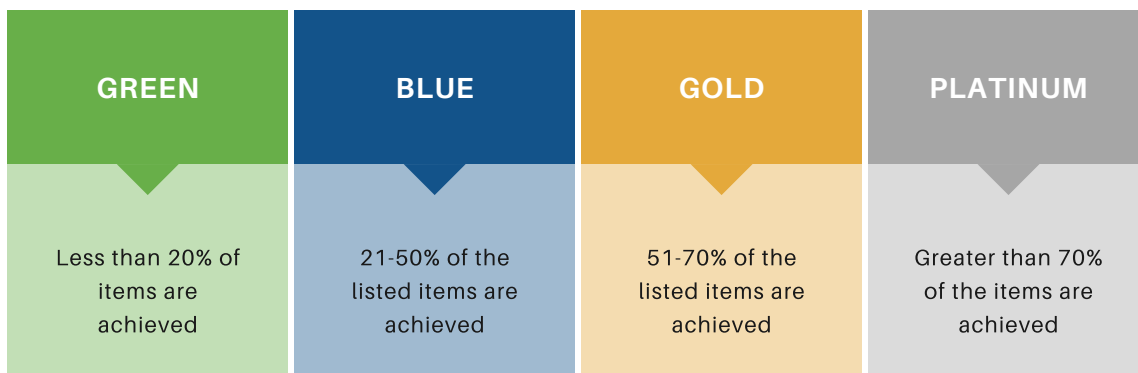 GREEN
Less than 20% of
items are
achieved
BLUE
21-50% of the
listed items are
achieved
GOLD
51-70% of the
listed items are
achieved
PLATINUM
Greater than 70%
of the items are
achieved